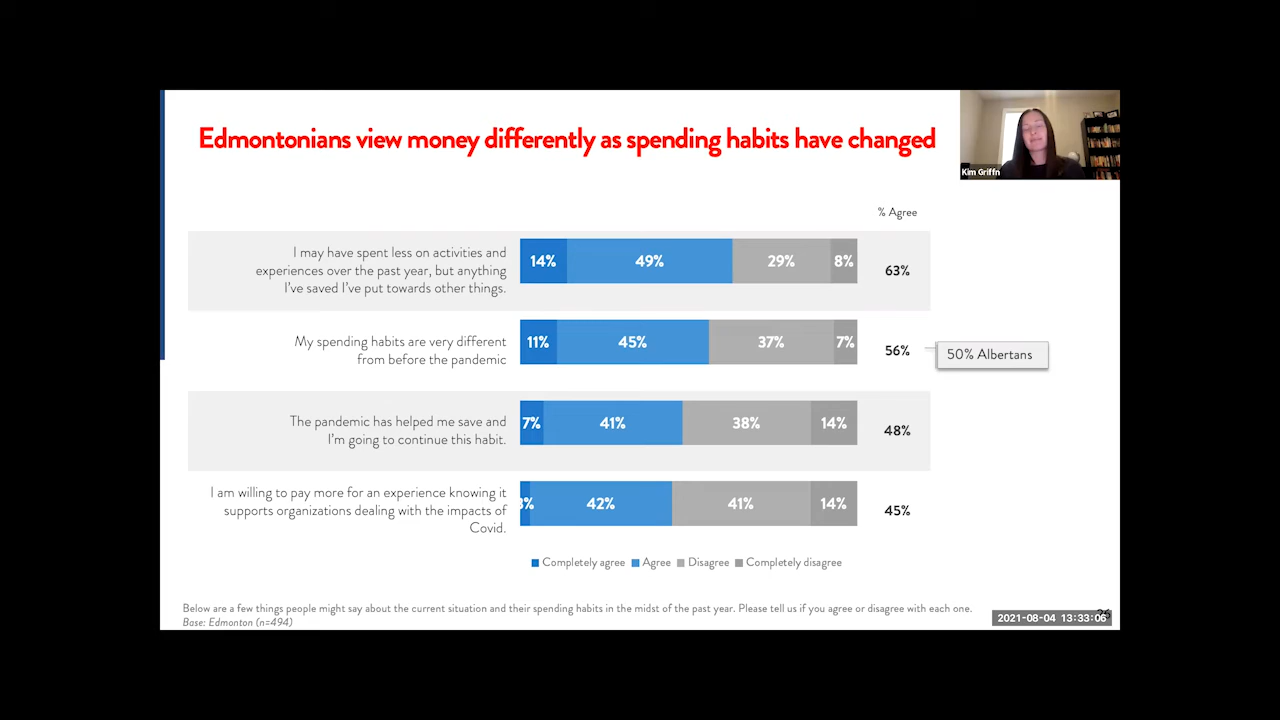 Edmontonians view money differently as spending habits have changed
Kim Griffn
% Agree
I may have spent less on activities and
experiences over the past year, but anything
I've saved I've put towards other things.
14% 49% 29% 8%
63%
My spending habits are very different
from before the pandemic
11% 45% 37% 7%
56%
50% Albertans
The pandemic has helped me save and
I'm going to continue this habit.
7% 41% 38% 14%
48%
I am willing to pay more for an experience knowing it
supports organizations dealing with the impacts of
Covid.
3% 42% 41% 14%
45%
Completely agree Agree Disagree Completely disagree
Below are a few things people might say about the current situation and their spending habits in the midst of the past year. Please tell us if you agree or disagree with each one.
Base: Edmonton (n=494)
2021-08-04 13:33:06